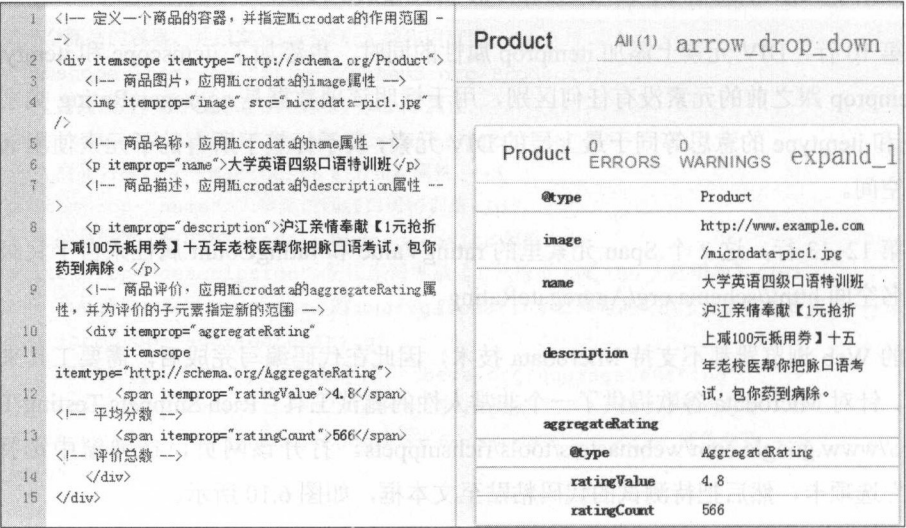 1 <!-- 定义一个商品的容器，并指定Microdata的作用范围 -
->
2 <div itemscope itemtype="http://schema.org/Product">
3 <!-- 商品图片，应用Microdata的image属性 -->
4 <img itemprop="image" src="microdata-pic1.jpg"
/>
5 <!-- 商品名称，应用Microdata的name属性 -->
6 <p itemprop="name">大学英语四级口语特训班</p>
7 <!-- 商品描述，应用Microdata的description属性 --
>
8 <p itemprop="description">沪江亲情奉献【1元抢折
上减100元抵用券】十五年老校医帮你把脉口语考试，包你
药到病除。</p>
9 <!-- 商品评价，应用Microdata的aggregateRating属
性，并为评价的子元素指定新的范围 -->
10 <div itemprop="aggregateRating"
11 itemscope
itemtype="http://schema.org/AggregateRating">
12 <span itemprop="ratingValue">4.8</span>
<!-- 平均分数 -->
13 <span itemprop="ratingCount">566</span>
<!-- 评价总数 -->
14 </div>
15 </div>
Product All (1) arrow_drop_down
Product 0 ERRORS 0 WARNINGS expand_l
@type Product
image http://www.example.com
/microdata-pic1.jpg
name 大学英语四级口语特训班
description 沪江亲情奉献【1元抢折
上减100元抵用券】十五
年老校医帮你把脉口语考
试，包你药到病除。
aggregateRating
@type AggregateRating
ratingValue 4.8
ratingCount 566